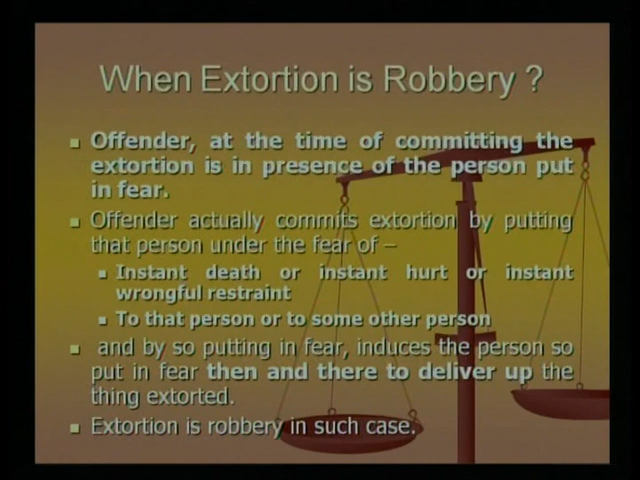 When Extortion is Robbery ?
Offender, at the time of committing the
extortion is in presence of the person put
in fear.
Offender actually commits extortion by putting
that person under the fear of –
Instant death or instant hurt or instant
wrongful restraint
To that person or to some other person
and by so putting in fear, induces the person so
put in fear then and there to deliver up the
thing extorted.
Extortion is robbery in such case.